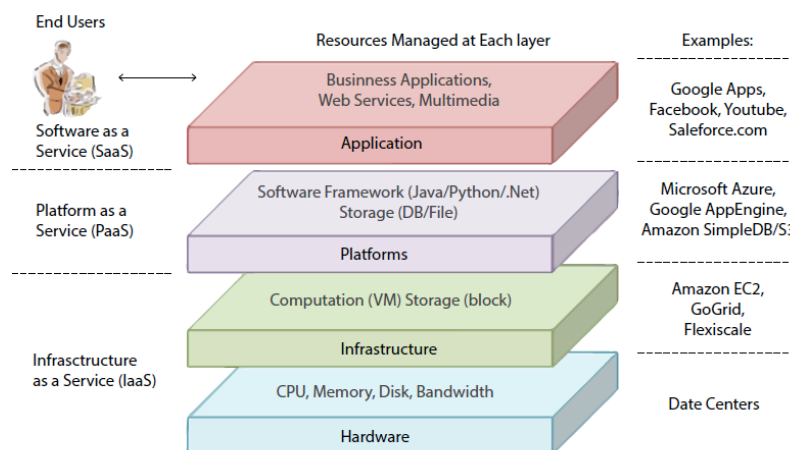 End Users
Resources Managed at Each layer
Examples:
Businness Applications,
Web Services, Multimedia
Application
Software as a
Service (SaaS)
Google Apps,
Facebook, Youtube,
Saleforce.com
Software Framework (Java/Python/.Net)
Storage (DB/File)
Platforms
Platform as a
Service (PaaS)
Microsoft Azure,
Google AppEngine,
Amazon SimpleDB/S3
Computation (VM) Storage (block)
Infrastructure
Amazon EC2,
GoGrid,
Flexiscale
Infrasctructure
as a Service (IaaS)
CPU, Memory, Disk, Bandwidth
Hardware
Date Centers